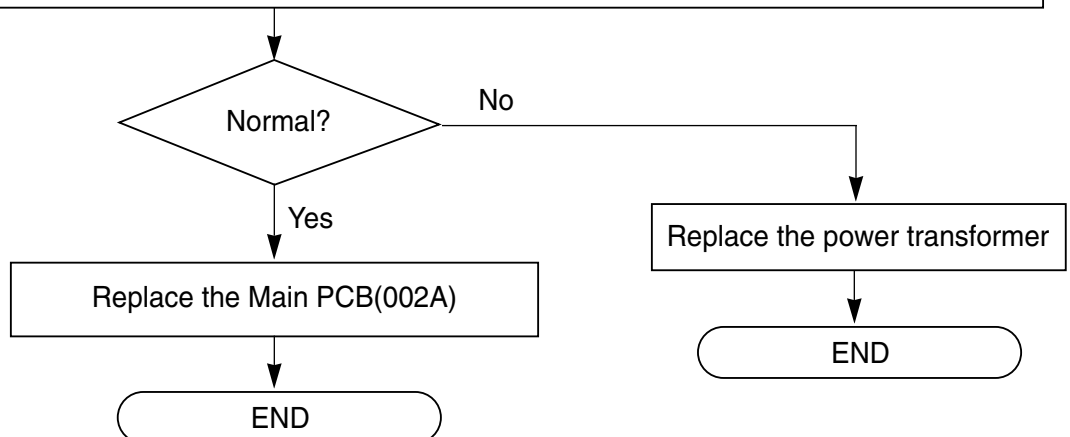 Normal?
No
Yes
Replace the power transformer
Replace the Main PCB(002A)
END
END